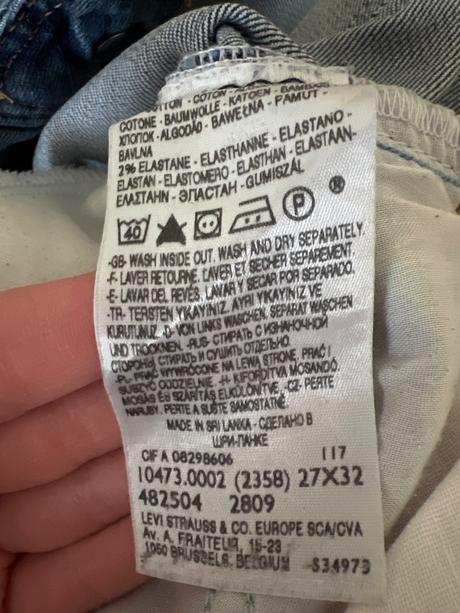 COTTON - COTON
COTONE - BAUMWOLLE - KATOEN - BAMBUS
ХЛОПОК - ALGODÃO - BAWEŁNA - PAMUT -
BAVLNA
2% ELASTANE - ELASTHANNE - ELASTANO -
ELASTAN - ELASTOMERO - ELASTHAN - ELASTAAN-
ΕΛΑΣΤΑΗΝ - ЭЛАСТАН - GUMISZÁL
40 P ®
-GB- WASH INSIDE OUT. WASH AND DRY SEPARATELY.
-F- LAVER RETOURNE. LAVER ET SECHER SEPAREMENT.
-E- LAVAR DEL REVÉS. LAVAR Y SECAR POR SEPARADO.
-TR- TERSTEN YIKAYINIZ. AYRI YIKAYINIZ VE
KURUTUNUZ. -D- VON LINKS WASCHEN. SEPARAT WASCHEN
UND TROCKNEN. -RUS- СТИРАТЬ С ИЗНАНОЧНОЙ
СТОРОНЫ СТИРАТЬ И СУШИТЬ ОТДЕЛЬНО.
-PL- PRAĆ WYWRÓCONE NA LEWĄ STRONĘ, PRAĆ I
SUSZYĆ ODDZIELNIE -H- KIFORDÍTVA MOSANDÓ.
MOSÁS ÉS SZÁRÍTÁS ELKÜLÖNÍTVE. -CZ- PERTE
NARUBY. PERTE A SUŠTE SAMOSTATNĚ.
MADE IN SRI LANKA - СДЕЛАНО В
ШРИ-ЛАНКЕ
CIF A 08298606 117
10473.0002 (2358) 27X32
482504 2809
LEVI STRAUSS & CO. EUROPE SCA/CVA
Av. A. FRAITEUR, 15-23
1050 BRUSSELS, BELGIUM -S34973